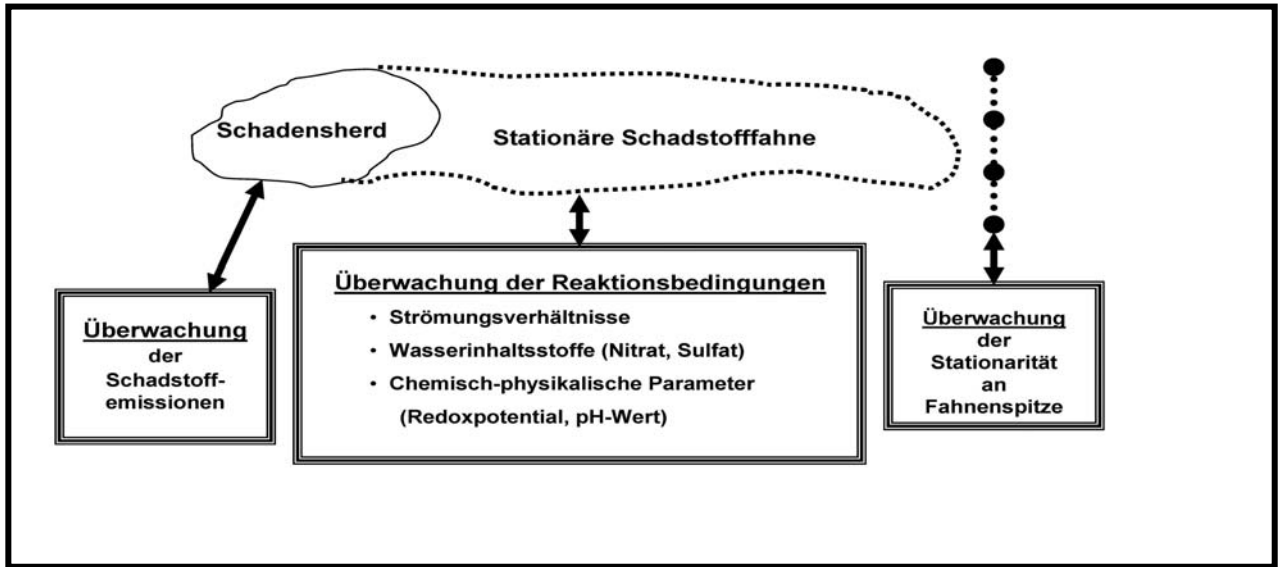 Schadensherd
Stationäre Schadstofffahne
Überwachung
der
Schadstoff-
emissionen
Überwachung der Reaktionsbedingungen
• Strömungsverhältnisse
• Wasserinhaltsstoffe (Nitrat, Sulfat)
• Chemisch-physikalische Parameter
(Redoxpotential, pH-Wert)
Überwachung
der
Stationarität
an
Fahnenspitze